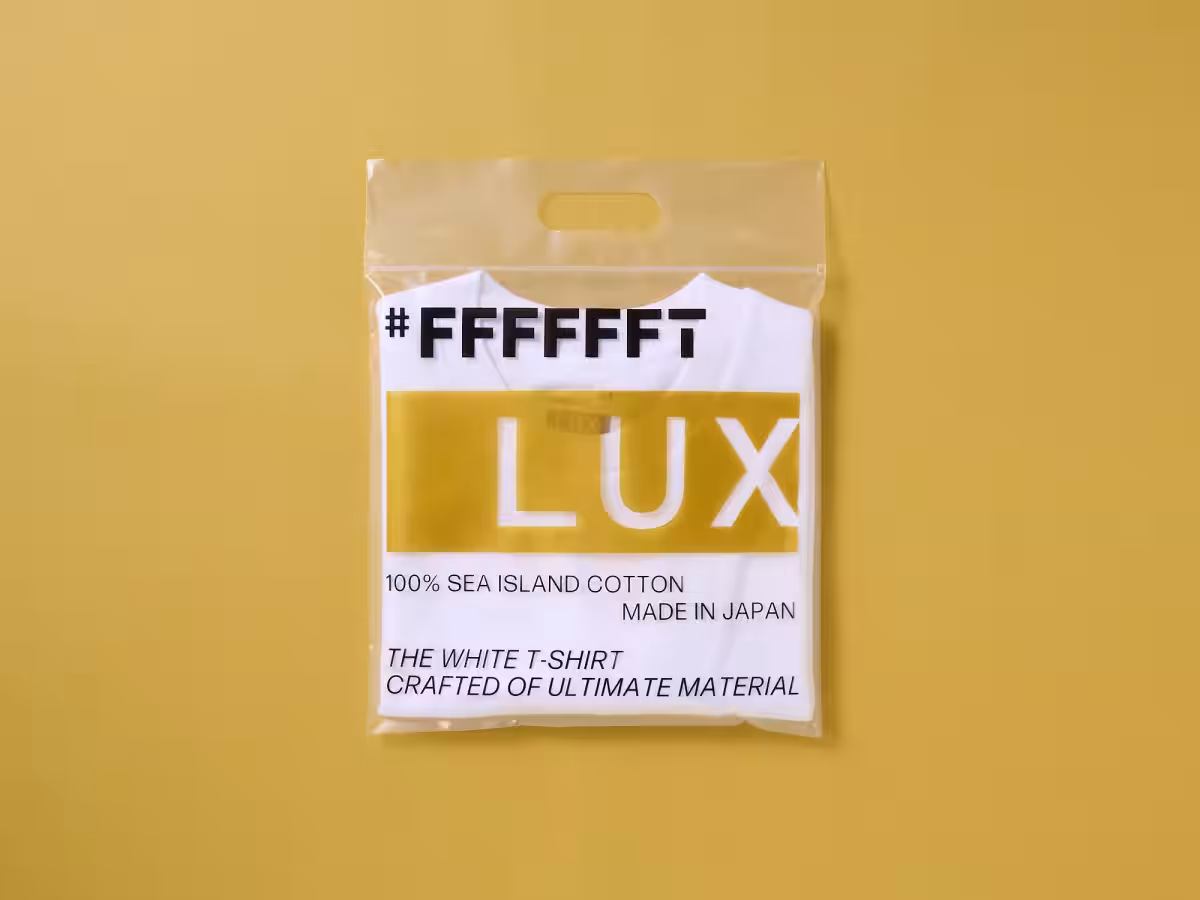 #FFFFFFT
LUX
100% SEA ISLAND COTTON
MADE IN JAPAN
THE WHITE T-SHIRT
CRAFTED OF ULTIMATE MATERIAL